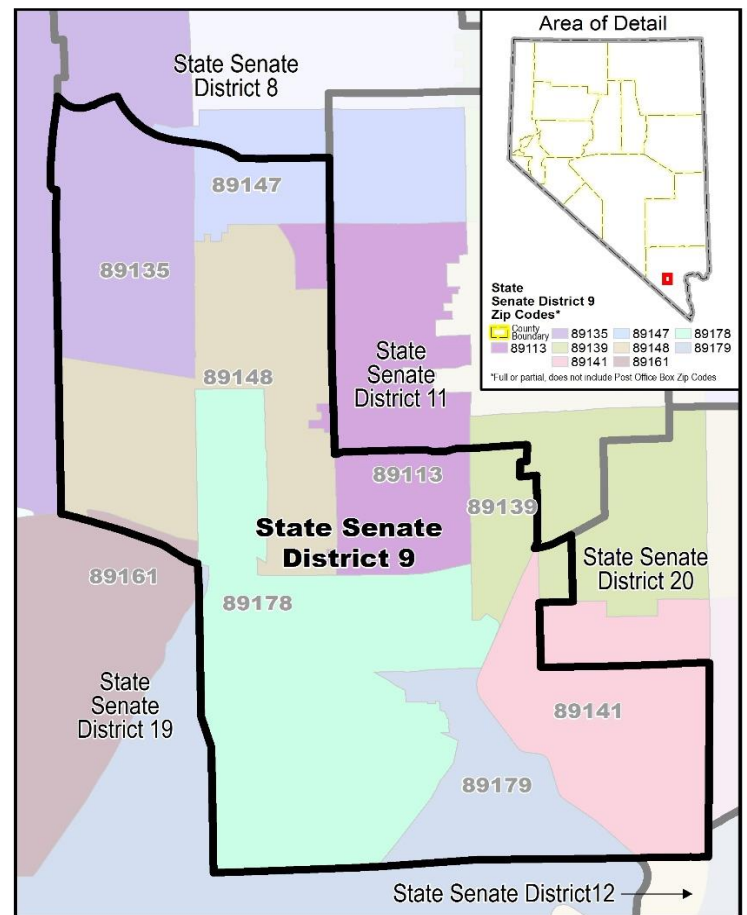 Area of Detail
State
Senate District 9
Zip Codes*
County
Boundary
89135
89147
89178
89113
89139
89148
89179
89141
89161
*Full or partial, does not include Post Office Box Zip Codes
State Senate
District 8
89147
89135
89148
State
Senate
District 11
89113
89139
State Senate
District 9
State Senate
District 20
89161
89178
State
Senate
District 19
89141
89179
State Senate District12